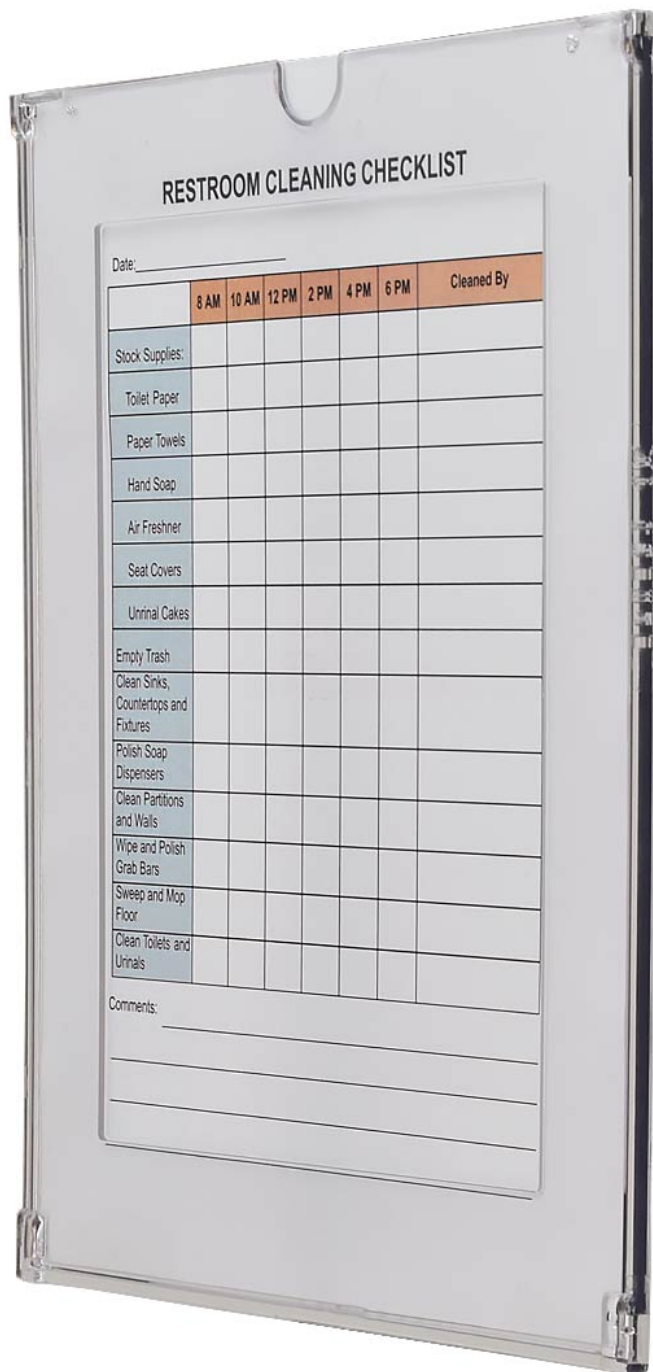 RESTROOM CLEANING CHECKLIST
Date:
8 AM 10 AM 12 PM 2 PM 4 PM 6 PM Cleaned By
Stock Supplies:
Toilet Paper
Paper Towels
Hand Soap
Air Freshner
Seat Covers
Unrinal Cakes
Empty Trash
Clean Sinks,
Countertops and
Fixtures
Polish Soap
Dispensers
Clean Partitions
and Walls
Wipe and Polish
Grab Bars
Sweep and Mop
Floor
Clean Toilets and
Urinals
Comments: